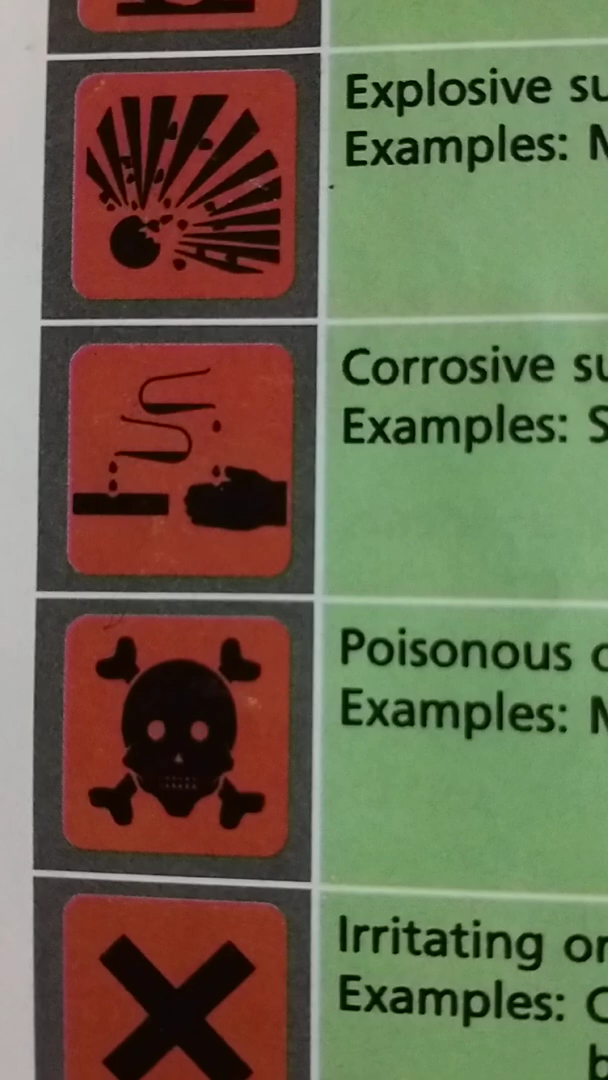 Explosive su
Examples: M
Corrosive su
Examples: S
Poisonous o
Examples: M
Irritating or
Examples: C
b